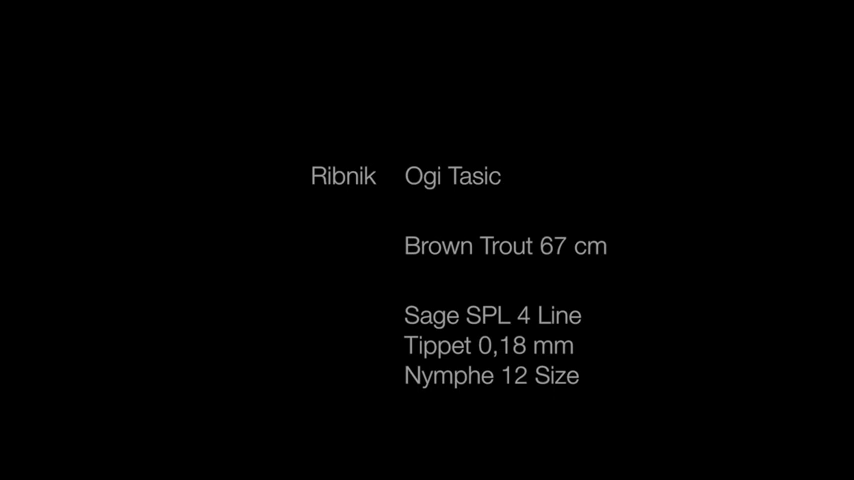 Ribnik Ogi Tasic
Brown Trout 67 cm
Sage SPL 4 Line
Tippet 0,18 mm
Nymphe 12 Size